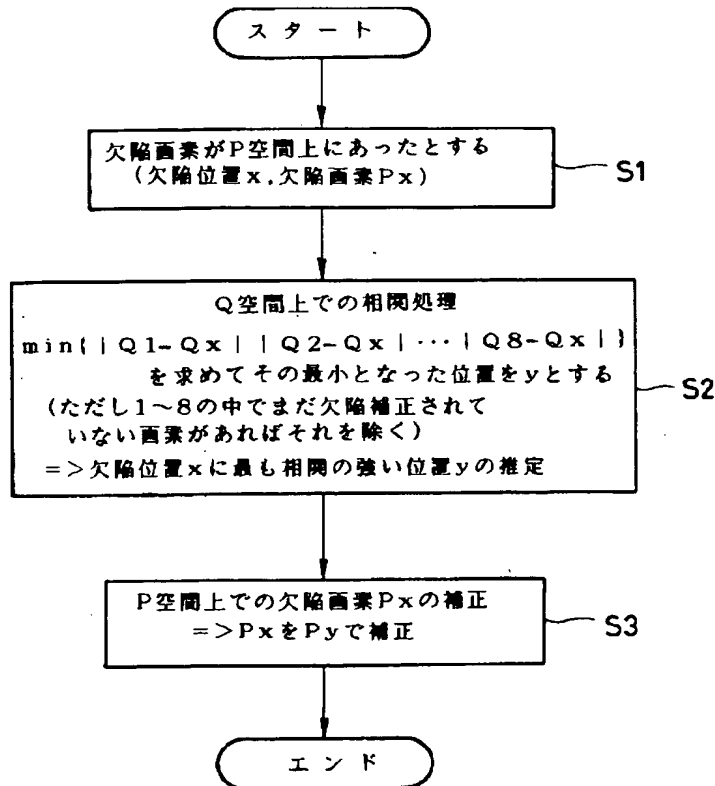 スタート
欠陥画素がP空間上にあったとする
(欠陥位置x,欠陥画素Px)
S1
Q空間上での相関処理
min{|Q1-Qx||Q2-Qx|…|Q8-Qx|}
を求めてその最小となった位置をyとする
(ただし1～8の中でまだ欠陥補正されて
いない画素があればそれを除く)
=>欠陥位置xに最も相関の強い位置yの推定
S2
P空間上での欠陥画素Pxの補正
=>PxをPyで補正
S3
エンド